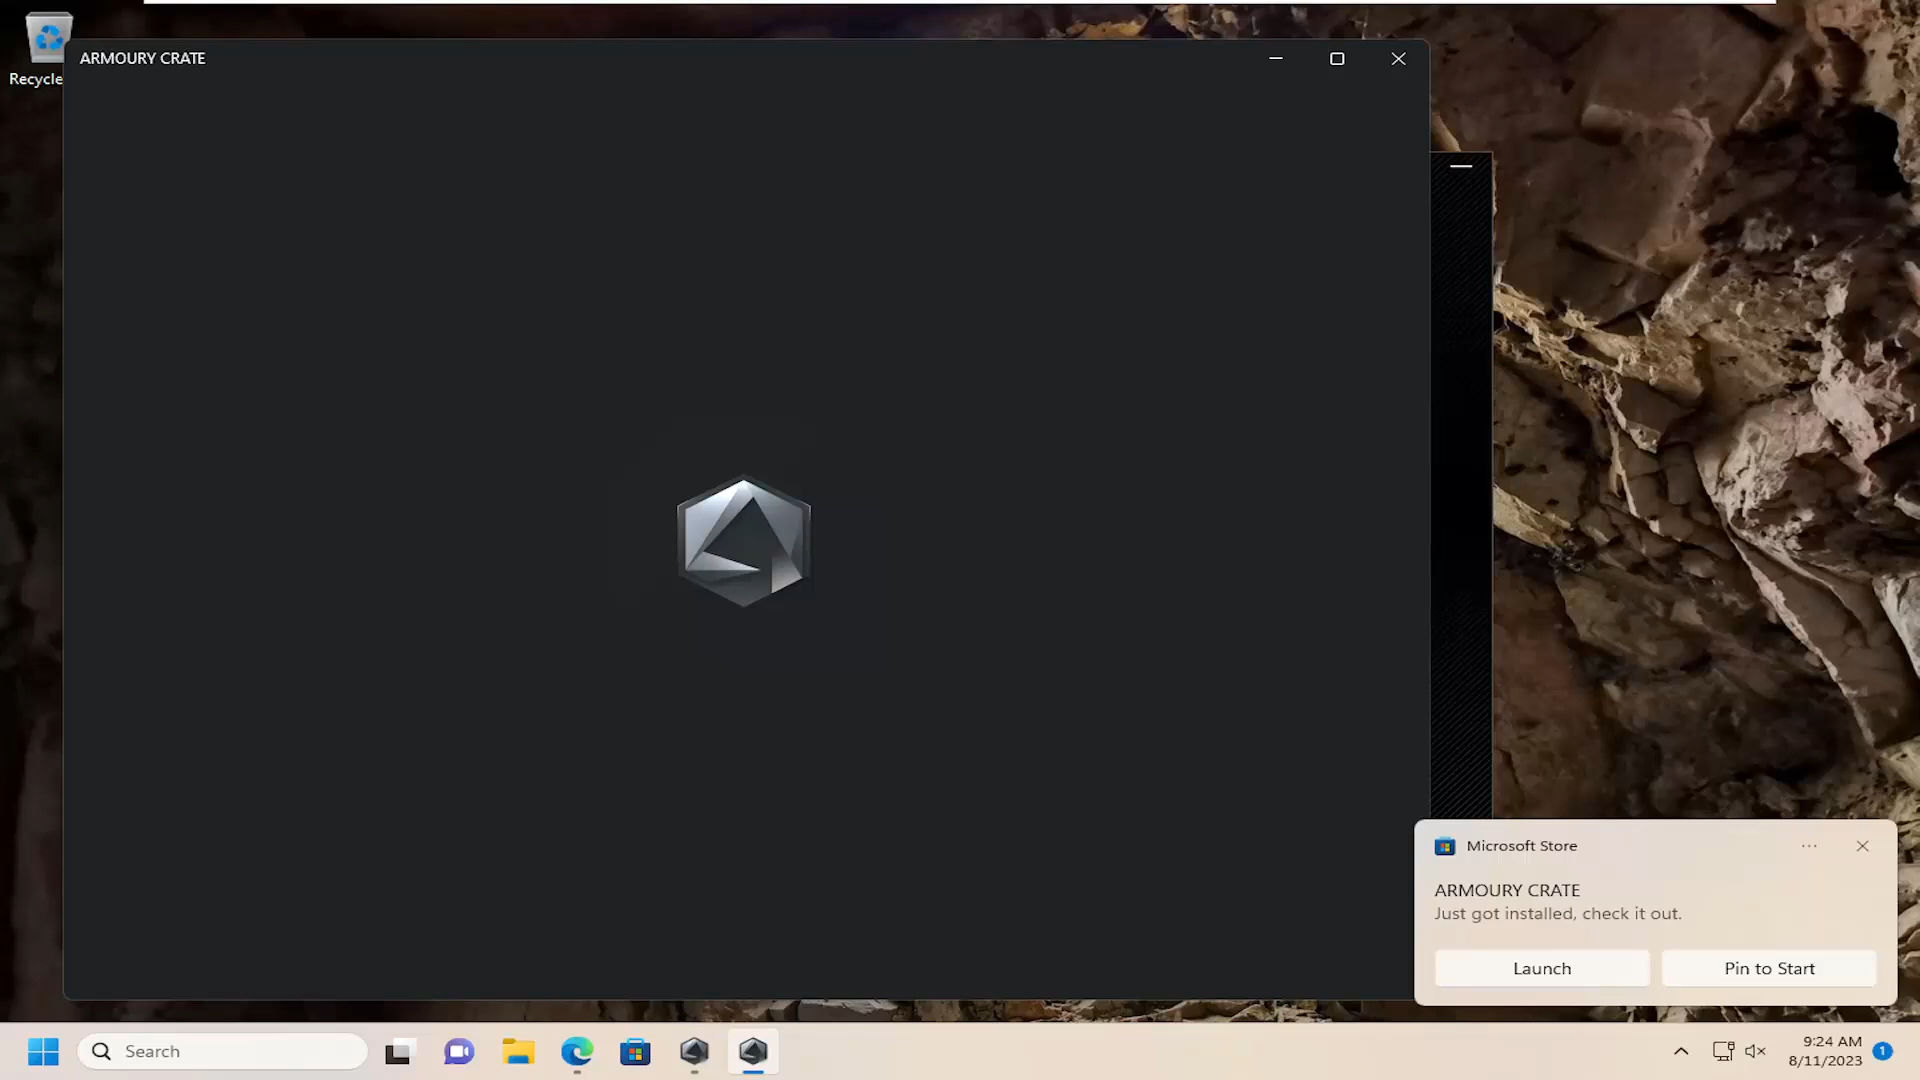 Recycle
ARMOURY CRATE
Microsoft Store
ARMOURY CRATE
Just got installed, check it out.
Launch
Pin to Start
Search
9:24 AM
8/11/2023
1